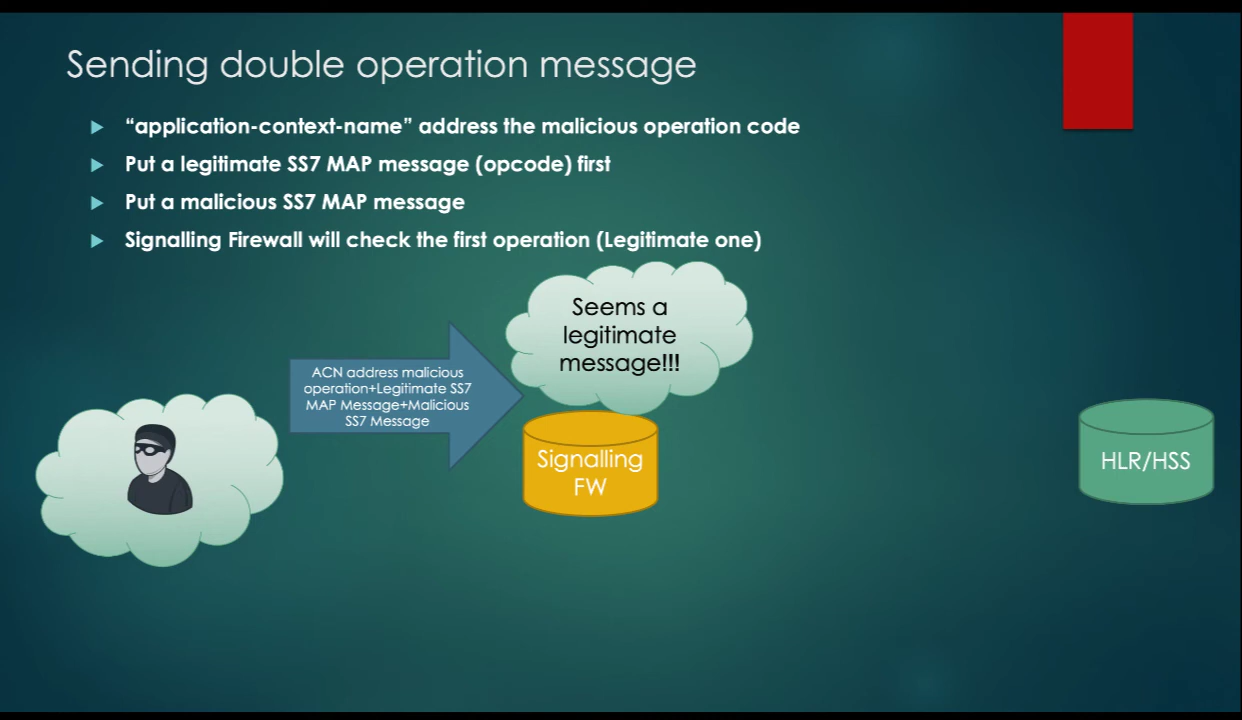 Sending double operation message
“application-context-name” address the malicious operation code
Put a legitimate SS7 MAP message (opcode) first
Put a malicious SS7 MAP message
Signalling Firewall will check the first operation (Legitimate one)
Seems a
legitimate
message!!!
ACN address malicious
operation+Legitimate SS7
MAP Message+Malicious
SS7 Message
Signalling
FW
HLR/HSS